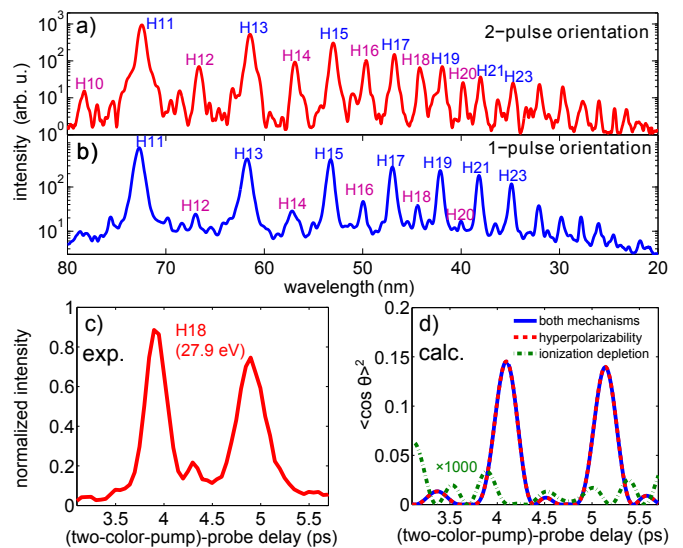 a)
2-pulse orientation
H10 H11 H12 H13 H14 H15 H16 H17 H18 H19 H20 H21 H23
10³
10²
10¹
10⁰
intensity (arb. u.)
b)
1-pulse orientation
H11 H12 H13 H14 H15 H16 H17 H18 H19 H20 H21 H23
10²
10¹
80 70 60 50 40 30 20
wavelength (nm)
c)
exp.
H18
(27.9 eV)
normalized intensity
1
0.8
0.6
0.4
0.2
0
3.5 4 4.5 5 5.5
(two-color-pump)-probe delay (ps)
d)
calc.
both mechanisms
hyperpolarizability
ionization depletion
×1000
<cos θ>²
0.2
0.15
0.1
0.05
0
3.5 4 4.5 5 5.5
(two-color-pump)-probe delay (ps)